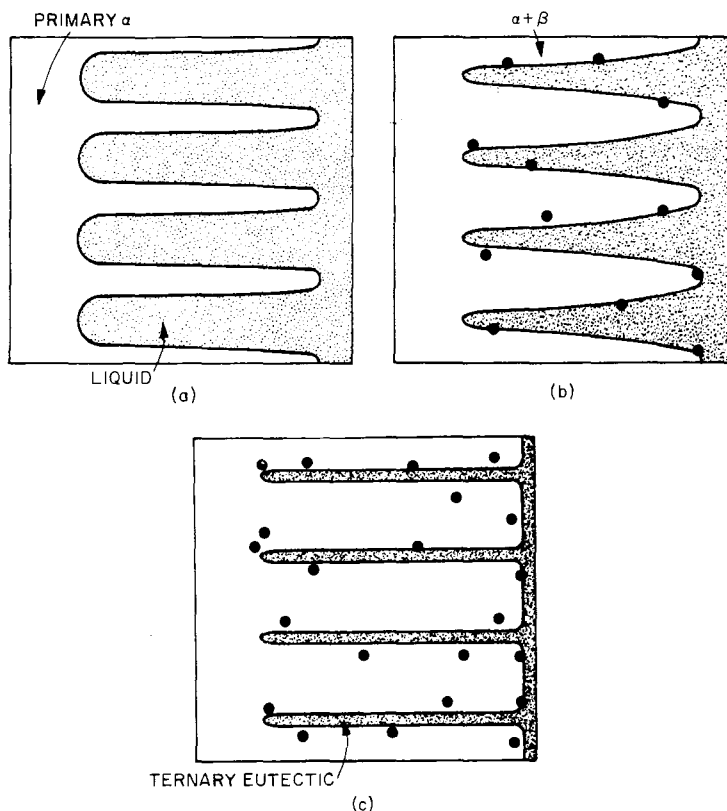 PRIMARY α
α+β
LIQUID
(a)
(b)
TERNARY EUTECTIC
(c)